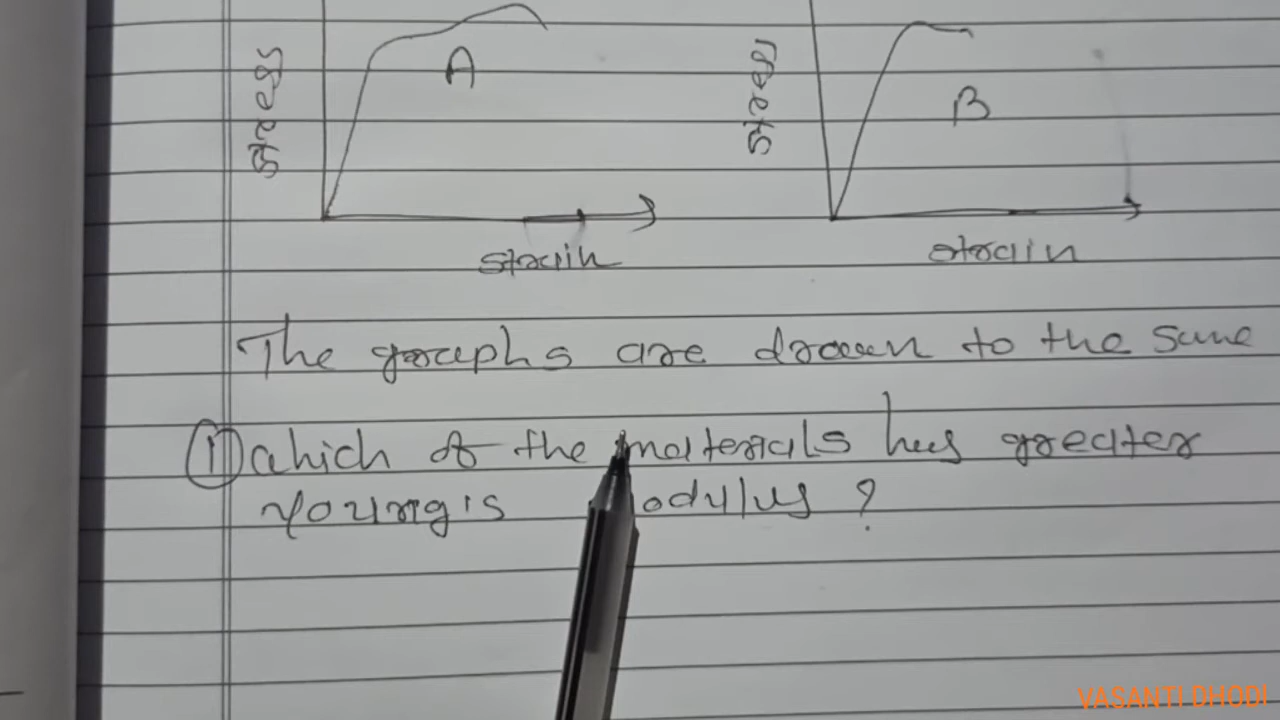 stress
A
strain
stress
B
strain
The graphs are drawn to the same
① which of the materials has greater
young's modulus ?
VASANTI DHODI